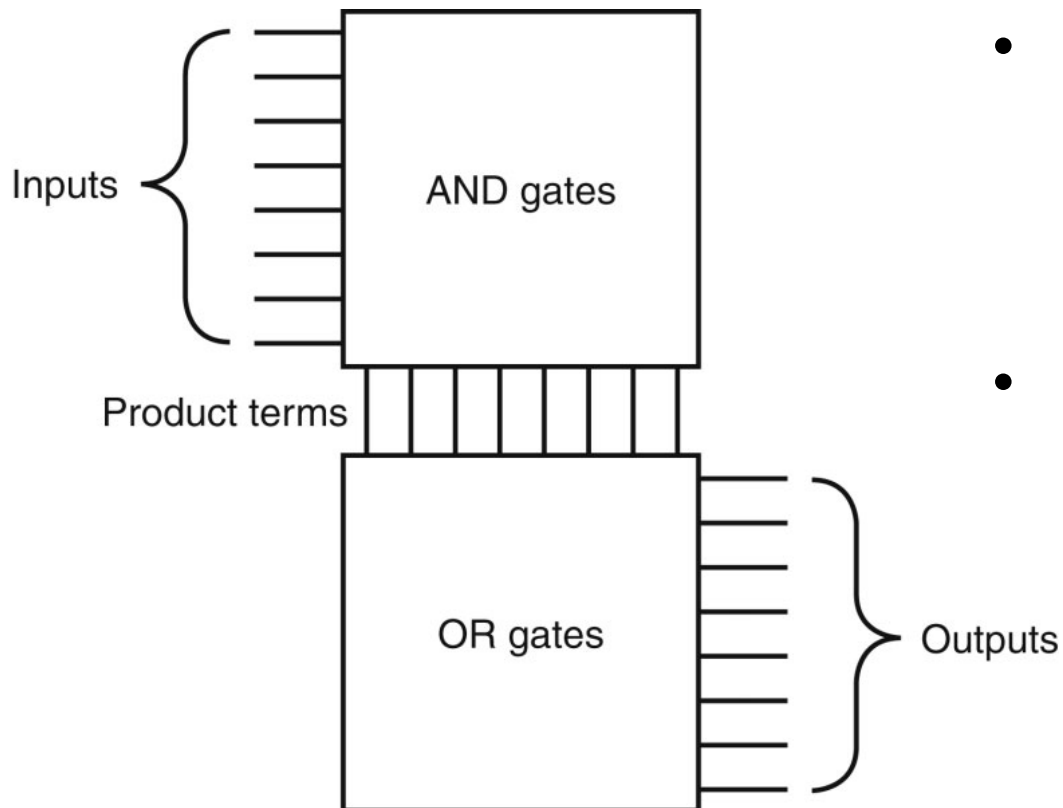 AND gates
Inputs
Product terms
OR gates
Outputs